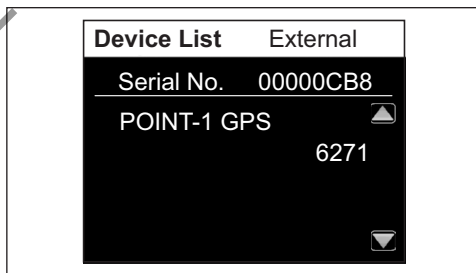 Device List External
Serial No. 00000CB8
POINT-1 GPS
6271